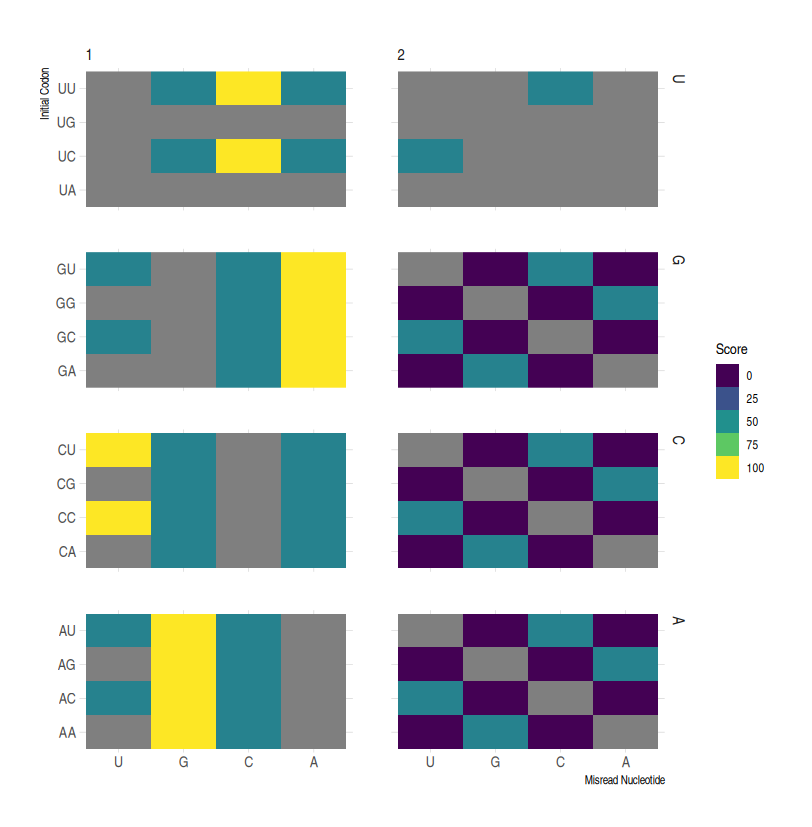 1 2
Initial Codon
UU
UG
UC
UA
U
GU
GG
GC
GA
G
CU
CG
CC
CA
C
AU
AG
AC
AA
A
U G C A U G C A
Misread Nucleotide
Score
0
25
50
75
100